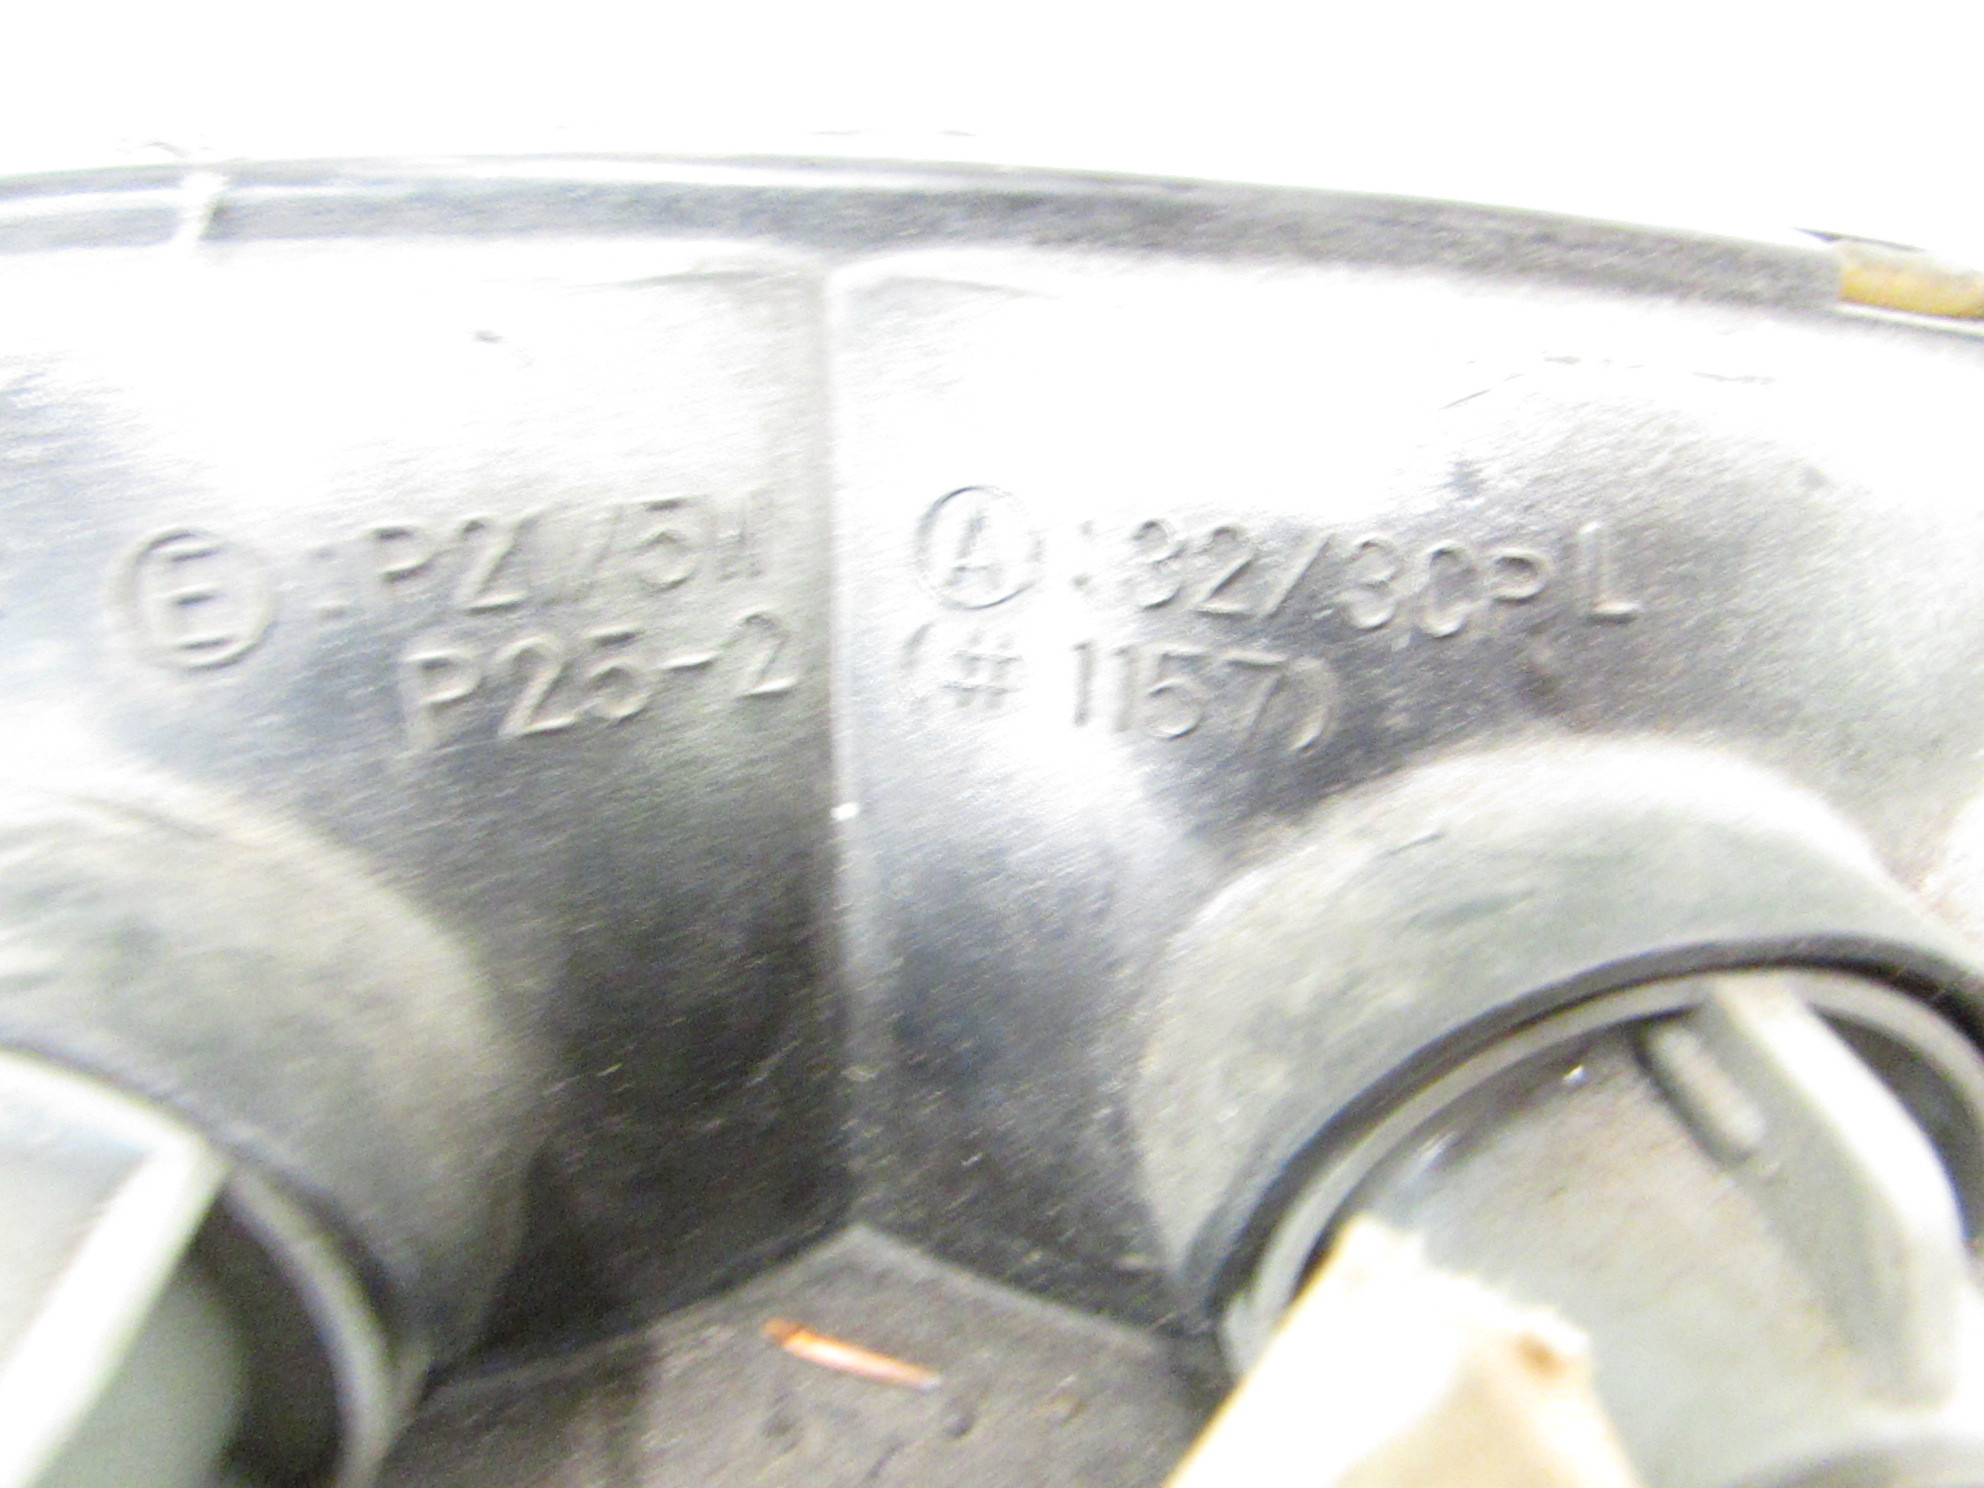 Ⓔ : P21/5W
P25-2
Ⓐ : 32/3CP L
(# 1157)